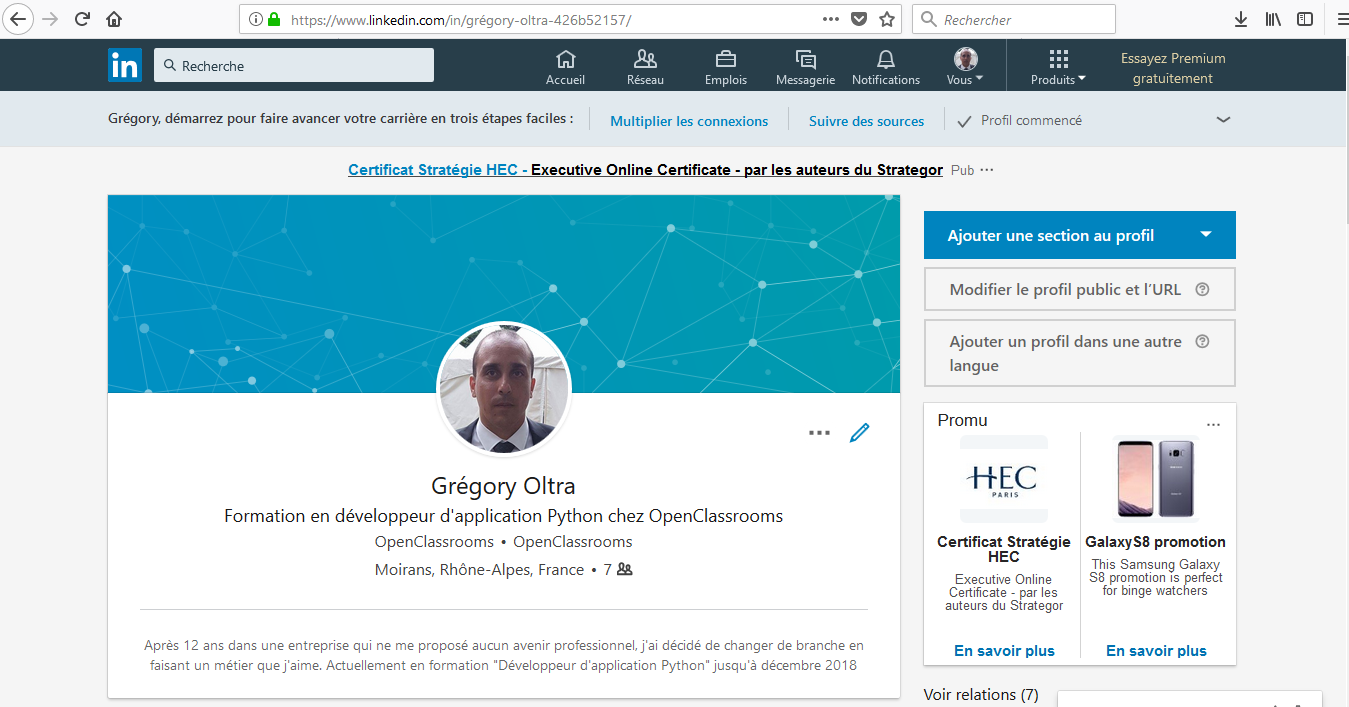 https://www.linkedin.com/in/grégory-oltra-426b52157/
Rechercher
in
Recherche
Accueil
Réseau
Emplois
Messagerie
Notifications
Vous
Produits
Essayez Premium
gratuitement
Grégory, démarrez pour faire avancer votre carrière en trois étapes faciles :
Multiplier les connexions
Suivre des sources
Profil commencé
Certificat Stratégie HEC - Executive Online Certificate - par les auteurs du Strategor Pub ···
Grégory Oltra
Formation en développeur d'application Python chez OpenClassrooms
OpenClassrooms • OpenClassrooms
Moirans, Rhône-Alpes, France • 7
Après 12 ans dans une entreprise qui ne me proposé aucun avenir professionnel, j'ai décidé de changer de branche en
faisant un métier que j'aime. Actuellement en formation "Développeur d'application Python" jusqu'à décembre 2018
Ajouter une section au profil
Modifier le profil public et l'URL
Ajouter un profil dans une autre
langue
Promu
HEC
PARIS
Certificat Stratégie
HEC
Executive Online
Certificate - par les
auteurs du Strategor
En savoir plus
GalaxyS8 promotion
This Samsung Galaxy
S8 promotion is perfect
for binge watchers
En savoir plus
Voir relations (7)